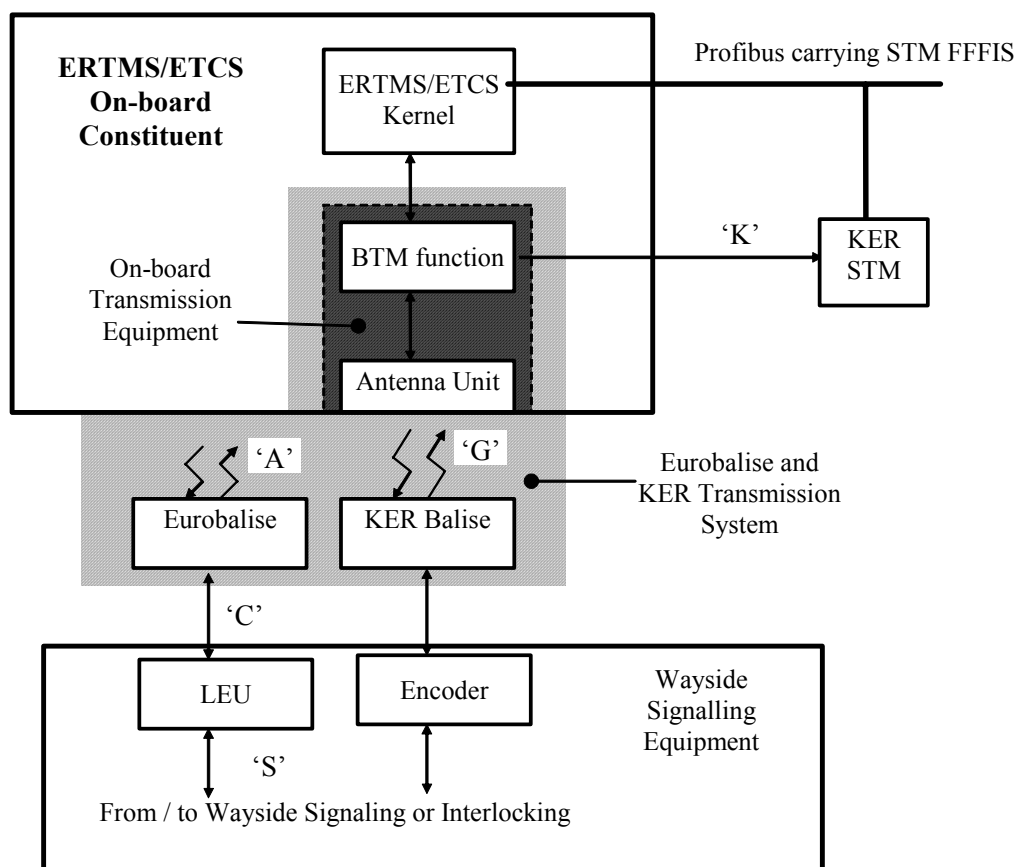 Profibus carrying STM FFFIS
ERTMS/ETCS
On-board
Constituent
ERTMS/ETCS
Kernel
BTM function
‘K’
KER
STM
On-board
Transmission
Equipment
Antenna Unit
‘A’
‘G’
Eurobalise and
KER Transmission
System
Eurobalise
KER Balise
‘C’
LEU
Encoder
Wayside
Signalling
Equipment
‘S’
From / to Wayside Signaling or Interlocking